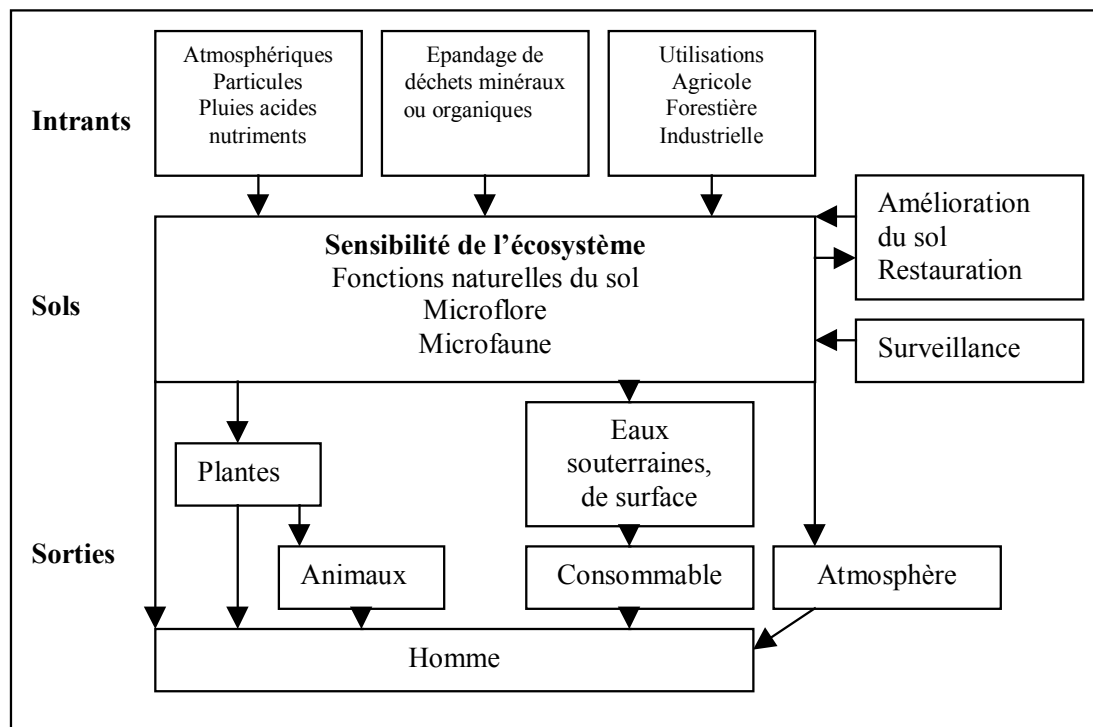 Intrants
Atmosphériques
Particules
Pluies acides
nutriments
Epandage de
déchets minéraux
ou organiques
Utilisations
Agricole
Forestière
Industrielle
Sols
Sensibilité de l'écosystème
Fonctions naturelles du sol
Microflore
Microfaune
Amélioration
du sol
Restauration
Surveillance
Sorties
Plantes
Eaux
souterraines,
de surface
Animaux
Consommable
Atmosphère
Homme